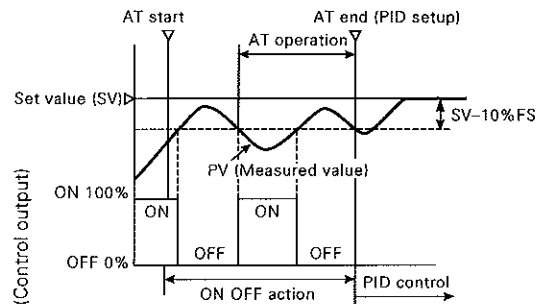 AT start
AT end (PID setup)
AT operation
Set value (SV)
SV–10%FS
PV (Measured value)
ON 100%
ON
ON
OFF
OFF
OFF 0%
(Control output)
PID control
ON OFF action